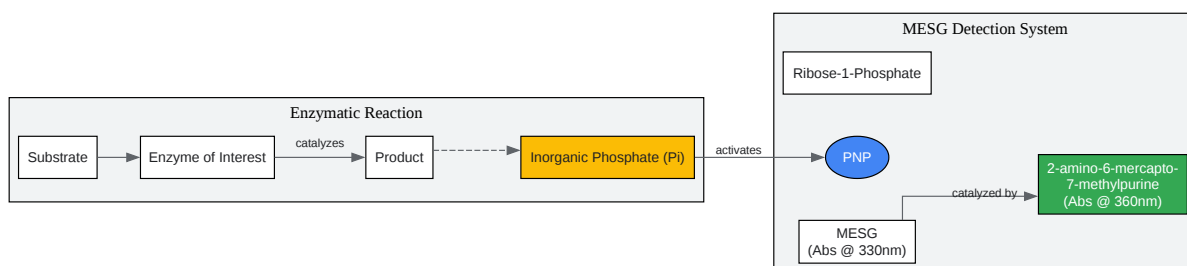 MESG Detection System
Ribose-1-Phosphate
Enzymatic Reaction
Substrate
Enzyme of Interest
catalyzes
Product
Inorganic Phosphate (Pi)
activates
PNP
2-amino-6-mercapto-
7-methylpurine
(Abs @ 360nm)
catalyzed by
MESG
(Abs @ 330nm)